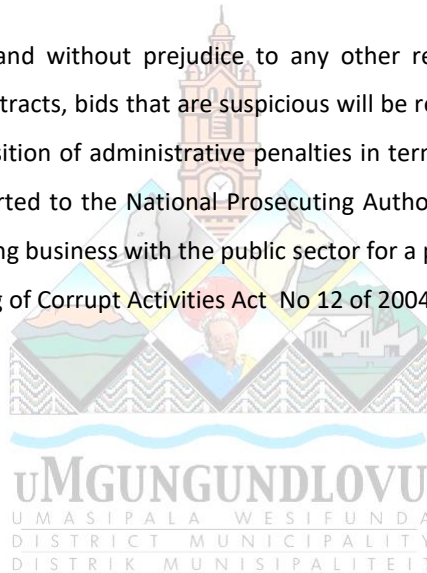 and without prejudice to any other re
tracts, bids that are suspicious will be re
sition of administrative penalties in tern
rted to the National Prosecuting Author
ng business with the public sector for a p
g of Corrupt Activities Act No 12 of 2004
UMGUNGUNDLOVU
UMASIPALA WESIFUNDA
DISTRICT MUNICIPALITY
DISTRIK MUNISIPALITEIT